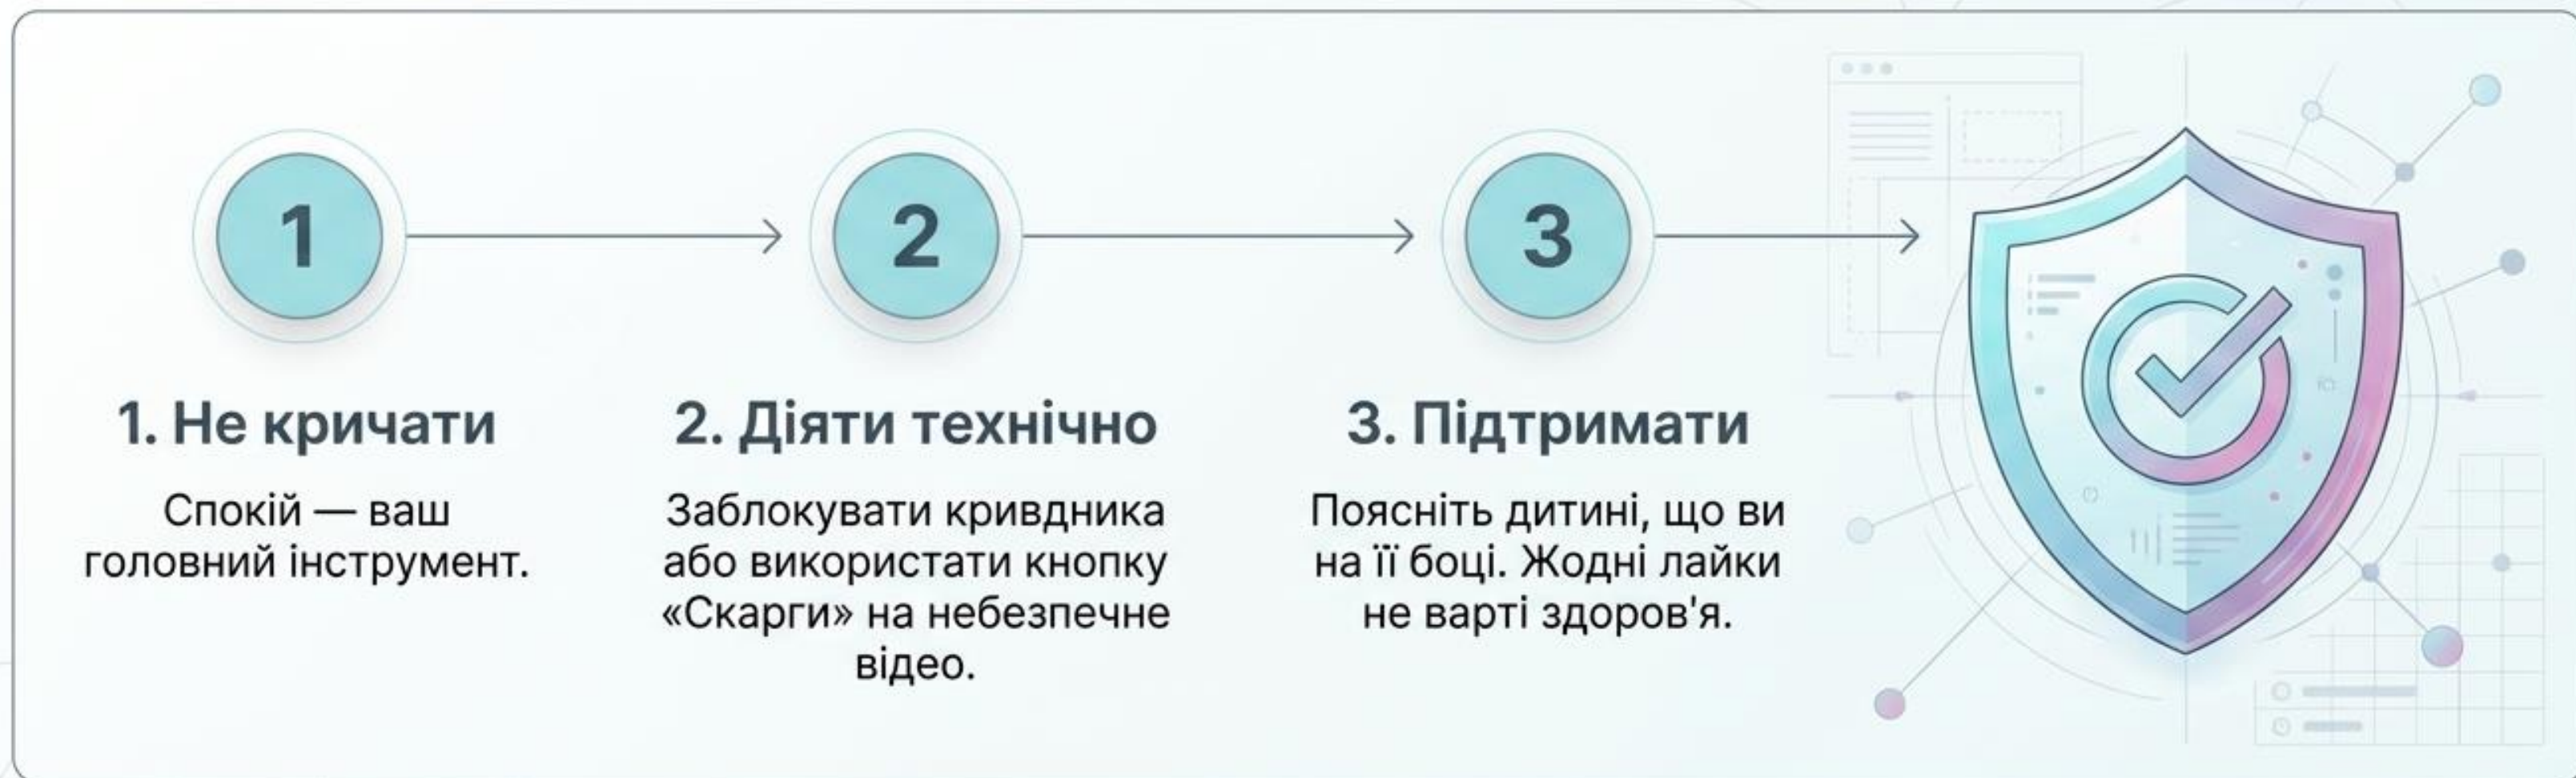 1
2
3
1. Не кричати
Спокій — ваш
головний інструмент.
2. Діяти технічно
Заблокувати кривдника
або використати кнопку
«Скарги» на небезпечне
відео.
3. Підтримати
Поясніть дитині, що ви
на її боці. Жодні лайки
не варті здоров'я.